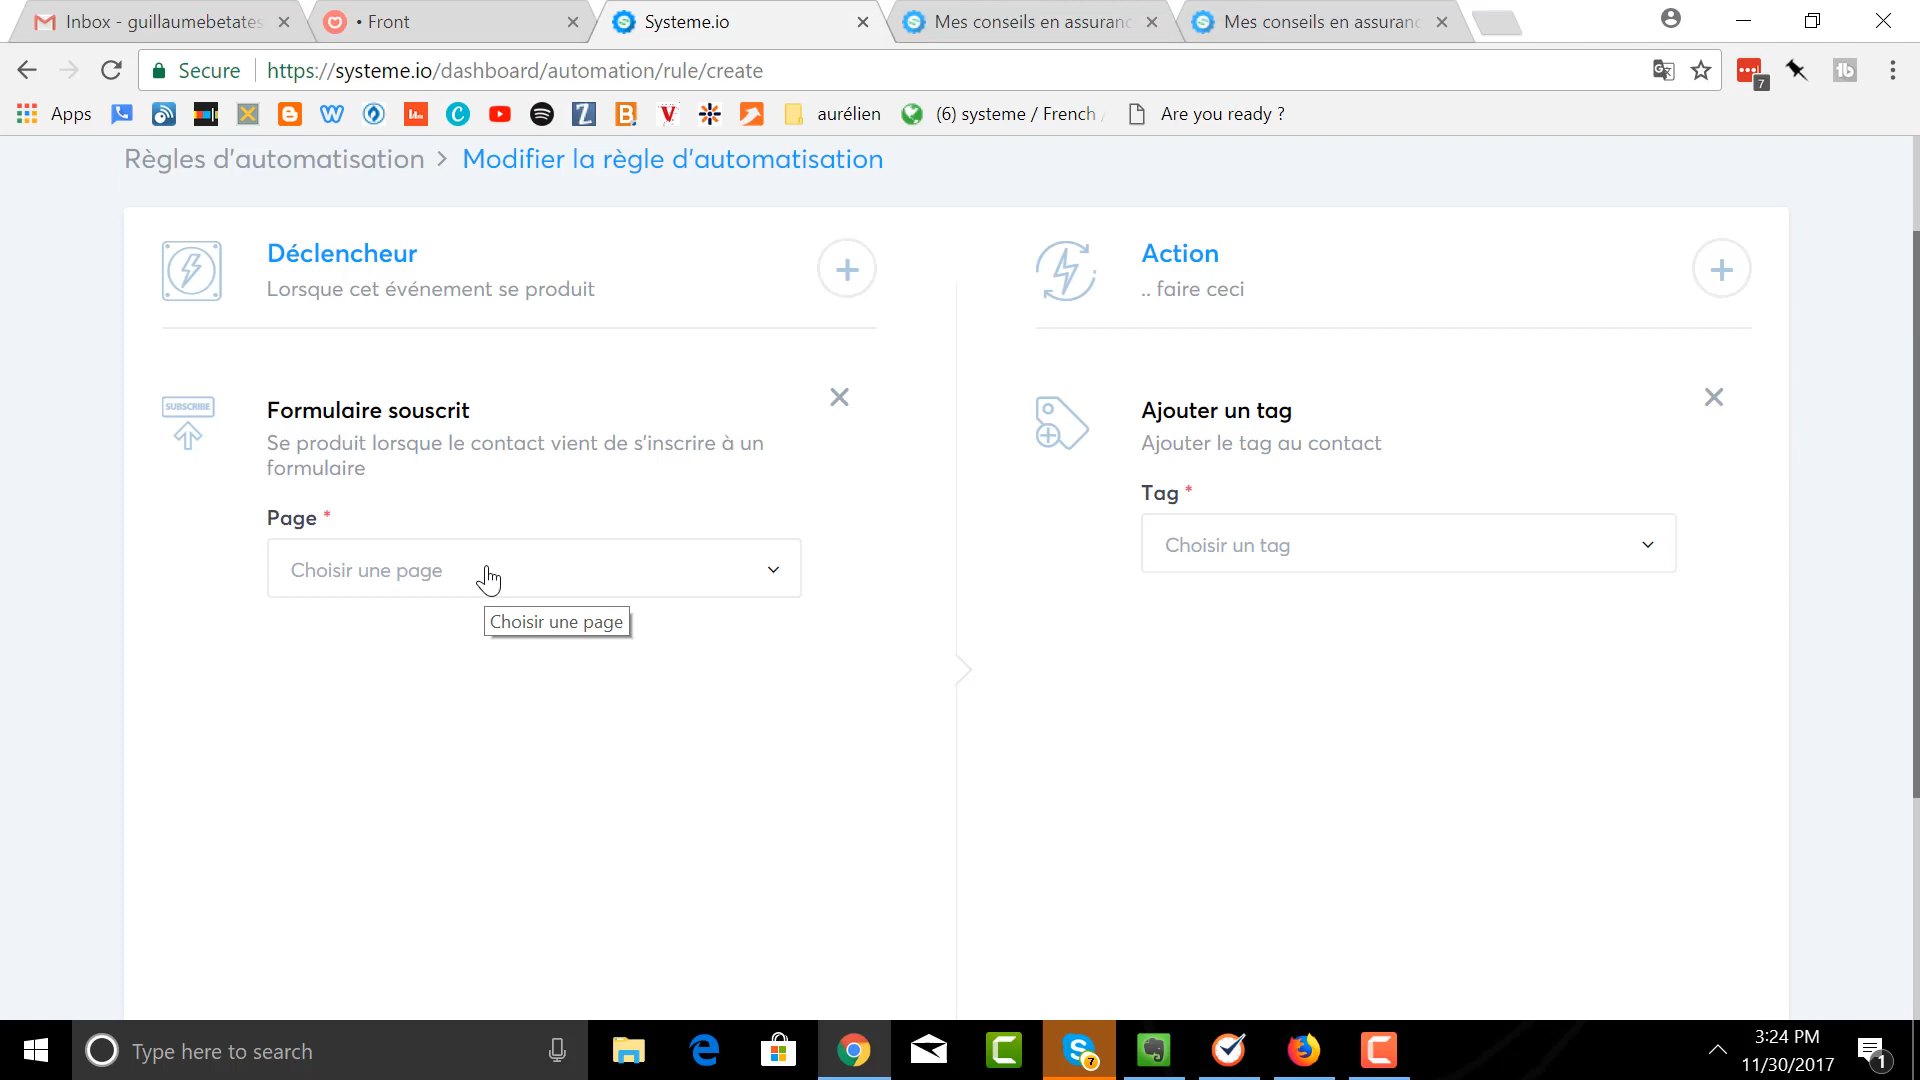 Inbox - guillaumebetates
• Front
Systeme.io
Mes conseils en assuranc
Mes conseils en assuranc
Secure
https://systeme.io/dashboard/automation/rule/create
7
Apps
aurélien
(6) systeme / French /
Are you ready ?
Règles d'automatisation > Modifier la règle d'automatisation
Déclencheur
Lorsque cet événement se produit
Action
.. faire ceci
SUBSCRIBE
Formulaire souscrit
Se produit lorsque le contact vient de s'inscrire à un
formulaire
Page *
Choisir une page
Choisir une page
Ajouter un tag
Ajouter le tag au contact
Tag *
Choisir un tag
Type here to search
7
3:24 PM
11/30/2017
1